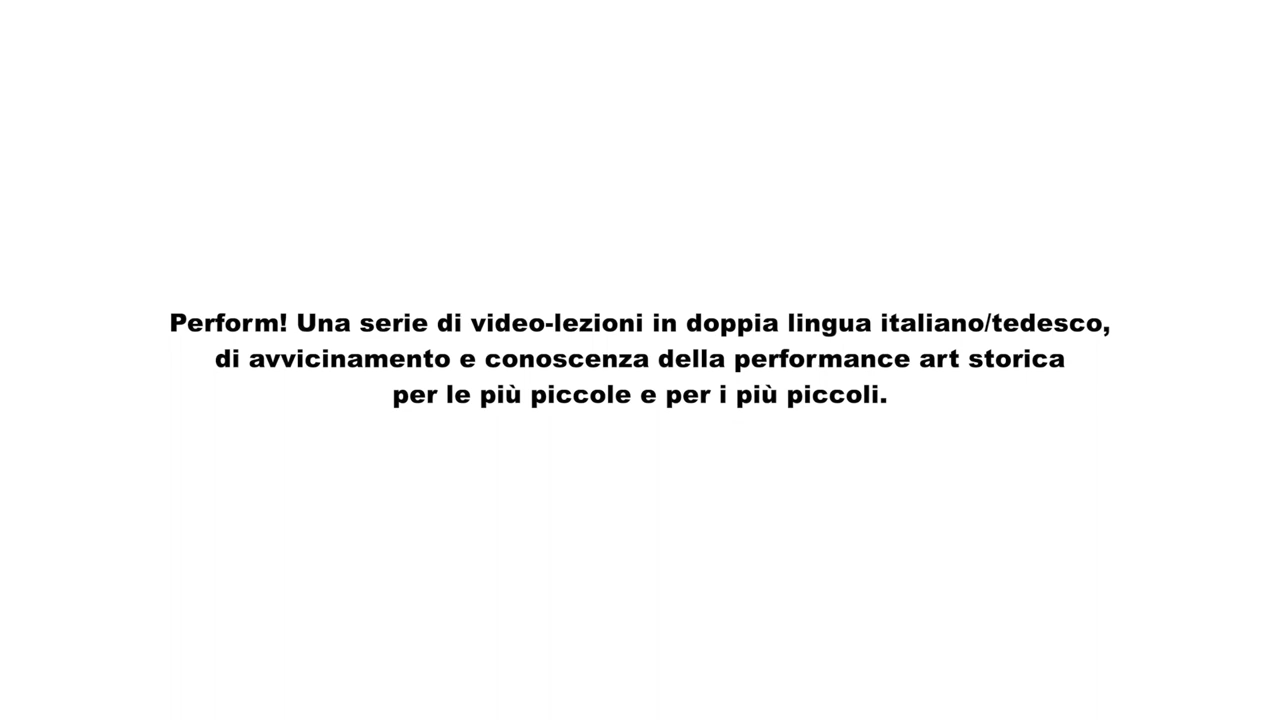 Perform! Una serie di video-lezioni in doppia lingua italiano/tedesco,
di avvicinamento e conoscenza della performance art storica
per le più piccole e per i più piccoli.